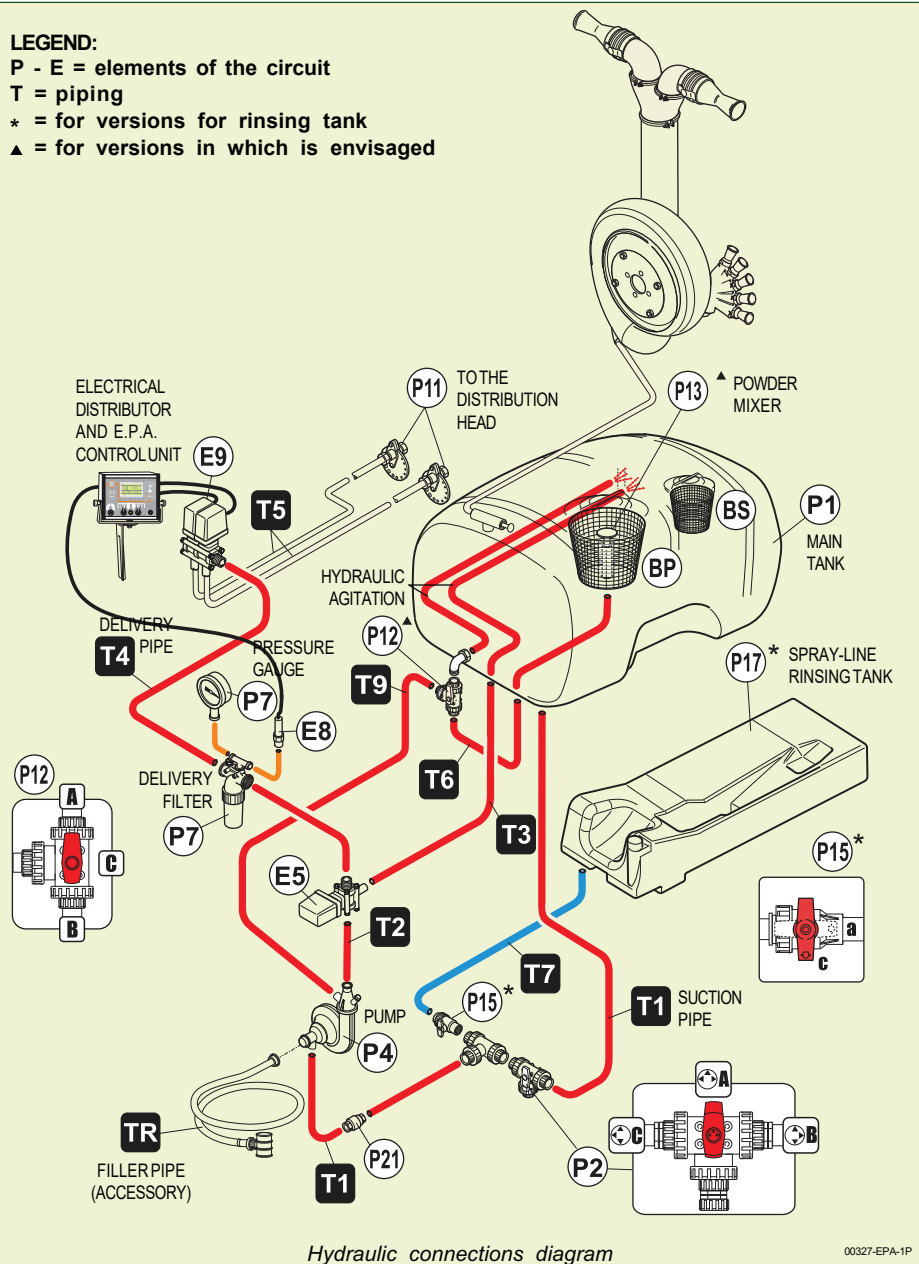 LEGEND:
P - E = elements of the circuit
T = piping
* = for versions for rinsing tank
▲ = for versions in which is envisaged
ELECTRICAL
DISTRIBUTOR
AND E.P.A.
CONTROL UNIT
E9
P11
TO THE
DISTRIBUTION
HEAD
P13 ▲
POWDER
MIXER
T5
BS
P1
MAIN
TANK
BP
HYDRAULIC
AGITATION
P12 ▲
DELIVERY
PIPE
T4
PRESSURE
GAUGE
P7
E8
T9
P17 *
SPRAY-LINE
RINSING TANK
P12
A
C
B
DELIVERY
FILTER
P7
T6
T3
P15 *
a
c
E5
T2
T7
P15 *
T1
SUCTION
PIPE
PUMP
P4
TR
FILLER PIPE
(ACCESSORY)
T1
P21
P2
A
C
B
Hydraulic connections diagram
00327-EPA-1P